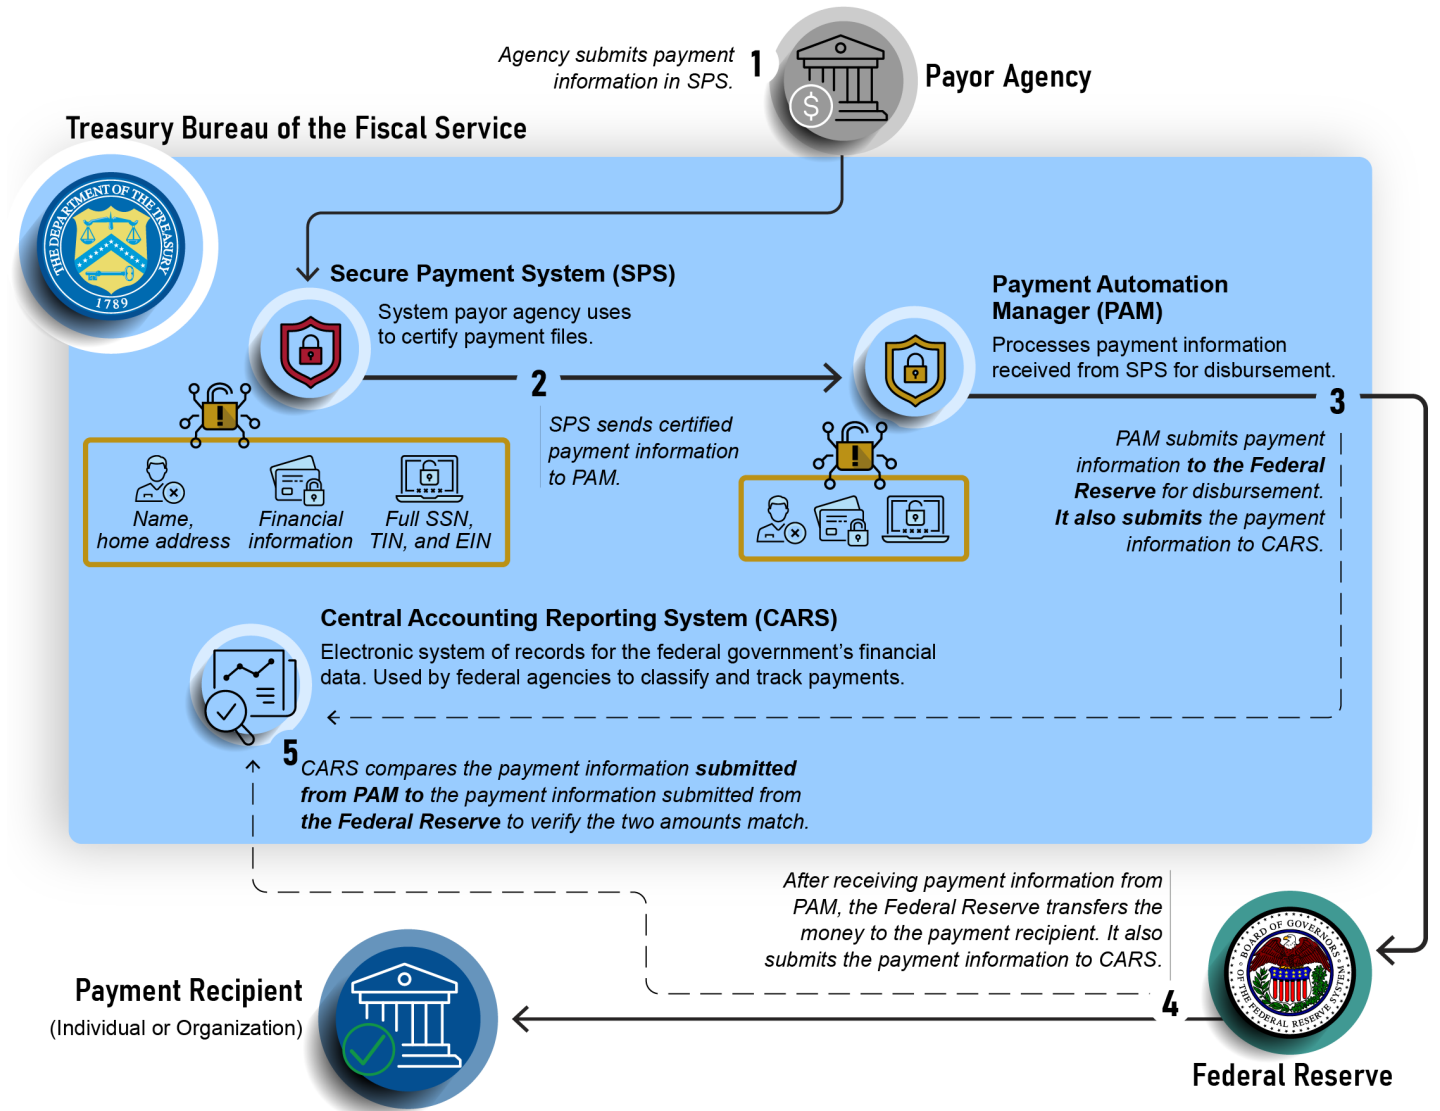 Agency submits payment
information in SPS.
1
Payor Agency
Treasury Bureau of the Fiscal Service
THE DEPARTMENT OF THE TREASURY
1789
Secure Payment System (SPS)
System payor agency uses
to certify payment files.
Payment Automation
Manager (PAM)
Processes payment information
received from SPS for disbursement.
2
SPS sends certified
payment information
to PAM.
3
PAM submits payment
information to the Federal
Reserve for disbursement.
It also submits the payment
information to CARS.
Name,
home address
Financial
information
Full SSN,
TIN, and EIN
Central Accounting Reporting System (CARS)
Electronic system of records for the federal government’s financial
data. Used by federal agencies to classify and track payments.
5
CARS compares the payment information submitted
from PAM to the payment information submitted from
the Federal Reserve to verify the two amounts match.
After receiving payment information from
PAM, the Federal Reserve transfers the
money to the payment recipient. It also
submits the payment information to CARS.
4
BOARD OF GOVERNORS
OF THE FEDERAL RESERVE SYSTEM
Federal Reserve
Payment Recipient
(Individual or Organization)